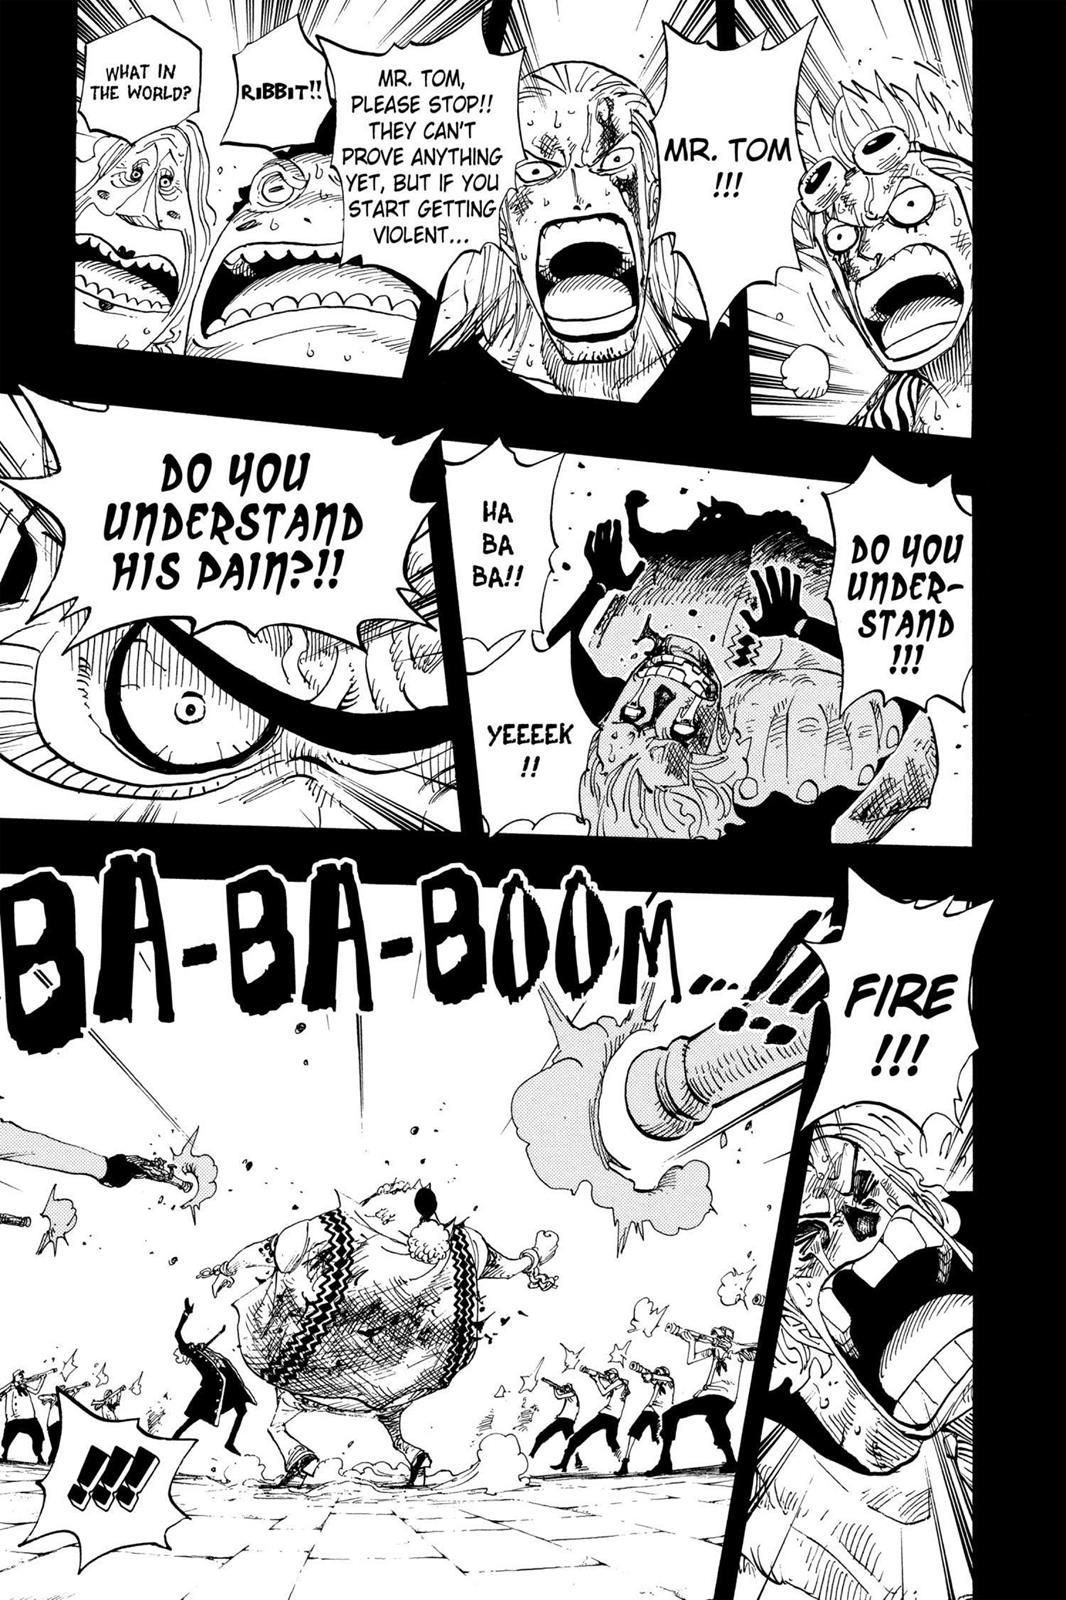 MR. TOM
!!!
MR. TOM,
PLEASE STOP!!
THEY CAN'T
PROVE ANYTHING
YET, BUT IF YOU
START GETTING
VIOLENT...
RIBBIT!!
WHAT IN
THE WORLD?
DO YOU
UNDER-
STAND
!!!
HA
BA
BA!!
YEEEEK
!!
DO YOU
UNDERSTAND
HIS PAIN?!!
FIRE
!!!
BA-BA-BOOM...!!!
!!!!